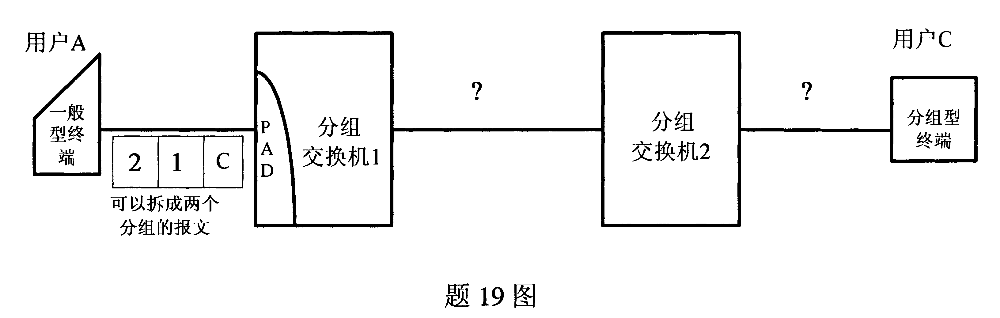 用户A
用户C
?
?
一般
型终
端
P
A
D
分组
交换机1
分组
交换机2
分组型
终端
2 1 C
可以拆成两个
分组的报文
题 19 图